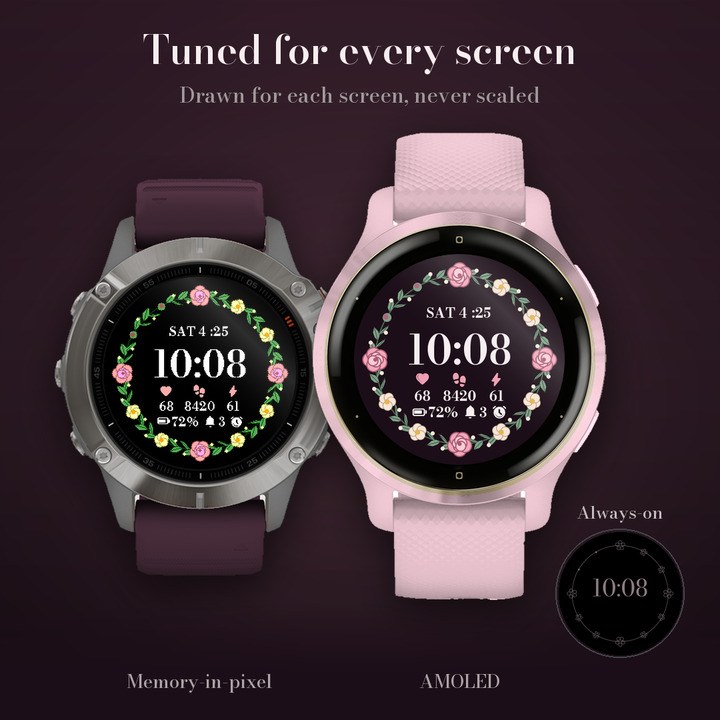 Tuned for every screen
Drawn for each screen, never scaled
SAT 4 :25
10:08
68 8420 61
72% 3
SAT 4 :25
10:08
68 8420 61
72% 3
Always-on
10:08
Memory-in-pixel
AMOLED